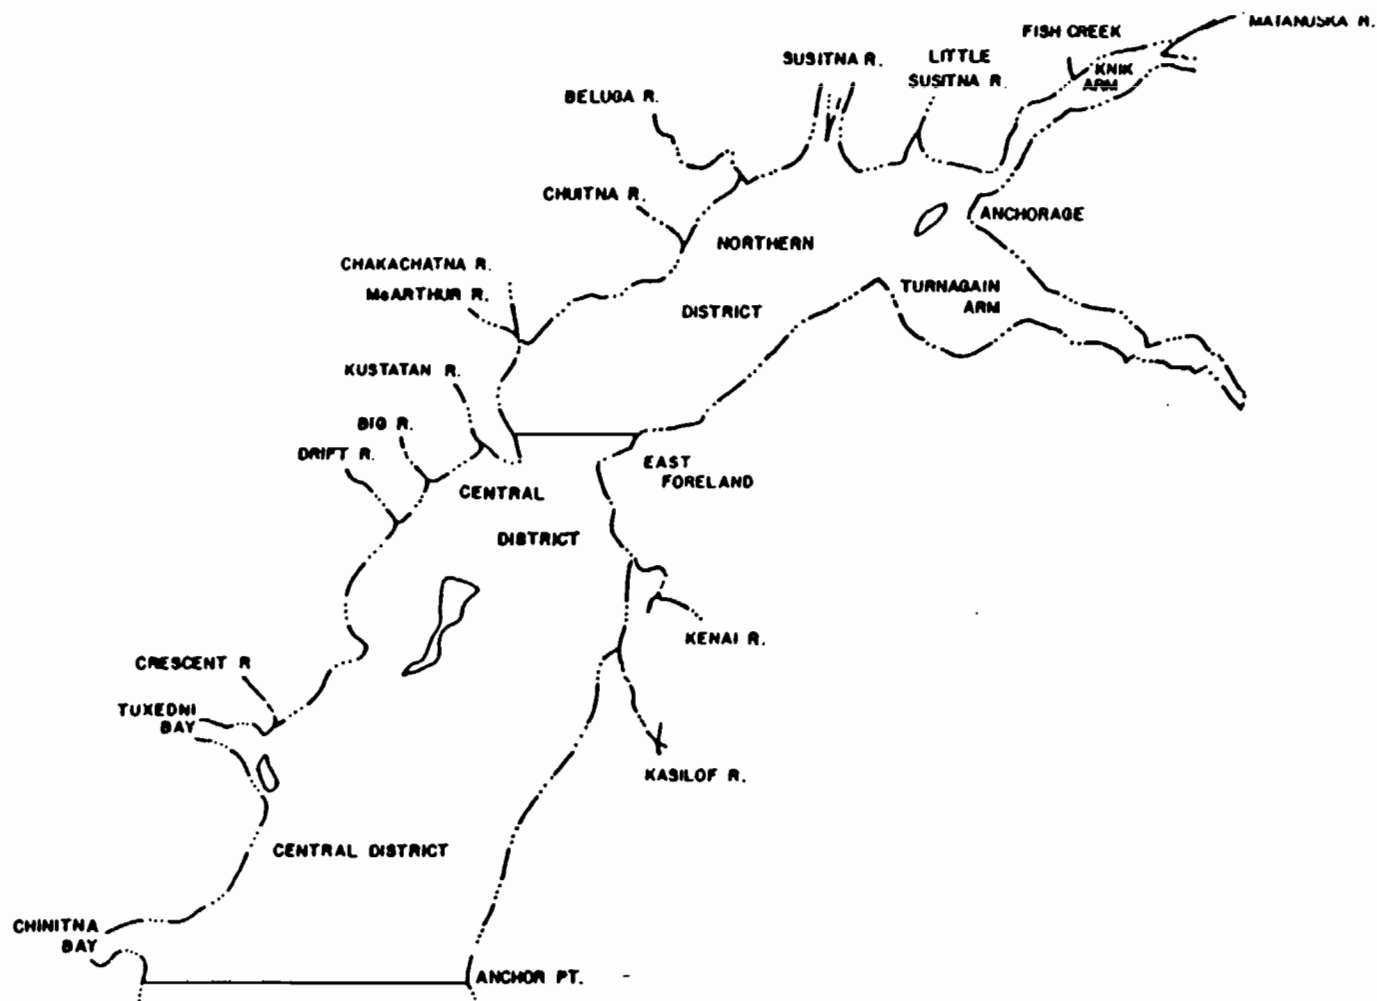 MATANUSKA R.
FISH CREEK
KNIK
ARM
SUSITNA R.
LITTLE
SUSITNA R.
BELUGA R.
CHUITNA R.
ANCHORAGE
NORTHERN
DISTRICT
CHAKACHATNA R.
McARTHUR R.
TURNAGAIN
ARM
KUSTATAN R.
BIG R.
DRIFT R.
EAST
FORELAND
CENTRAL
DISTRICT
KENAI R.
CRESCENT R
TUXEDNI
BAY
KASILOF R.
CENTRAL DISTRICT
CHINITNA
BAY
ANCHOR PT.